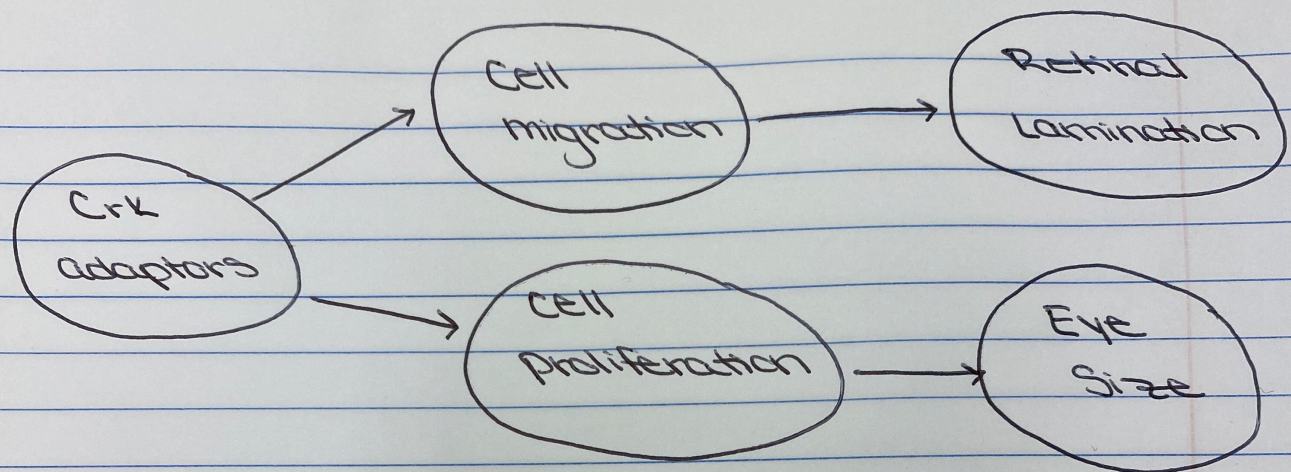 Cell
migration
Retinal
Lamination
Crk
adaptors
Cell
proliferation
Eye
Size